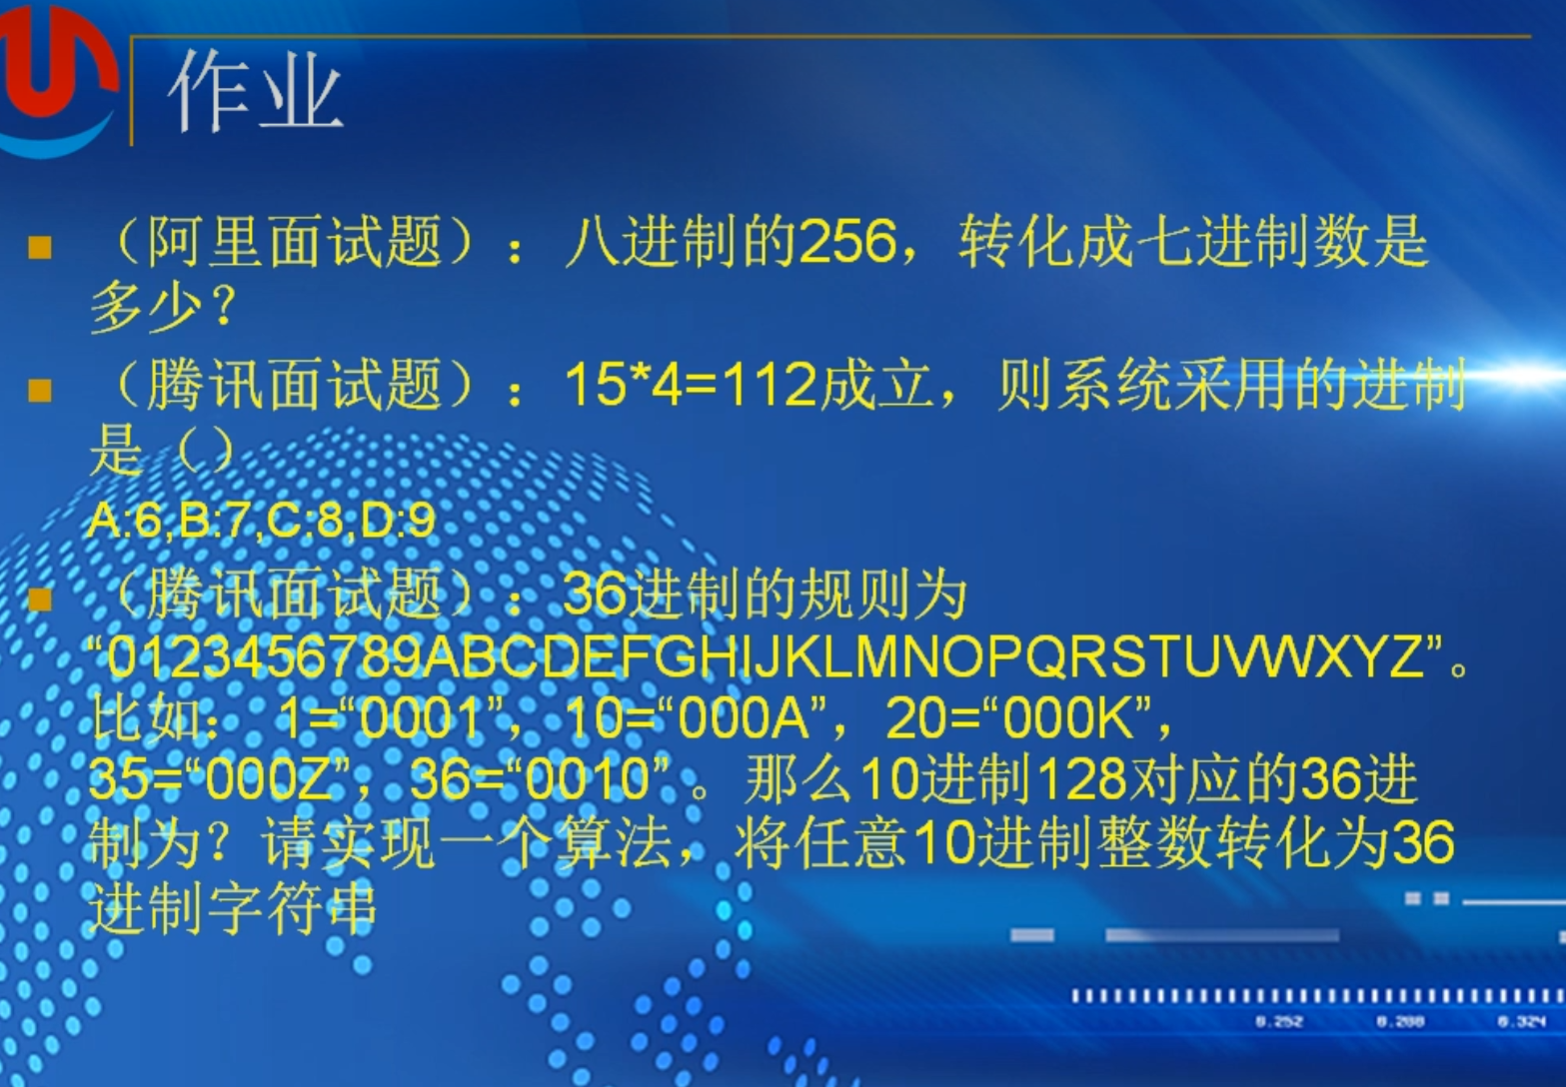 作业
（阿里面试题）：八进制的256，转化成七进制数是
多少？
（腾讯面试题）：15*4=112成立，则系统采用的进制
是（）
A:6,B:7,C:8,D:9
（腾讯面试题）：36进制的规则为
“0123456789ABCDEFGHIJKLMNOPQRSTUVWXYZ”。
比如： 1=“0001”，10=“000A”，20=“000K”，
35=“000Z”，36=“0010”。那么10进制128对应的36进
制为？请实现一个算法，将任意10进制整数转化为36
进制字符串
0.252 0.288 0.324